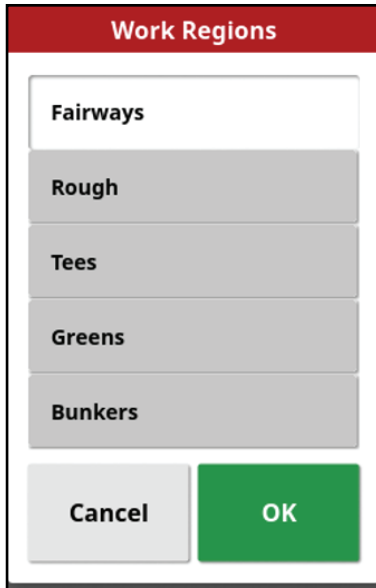 Work Regions
Fairways
Rough
Tees
Greens
Bunkers
Cancel OK